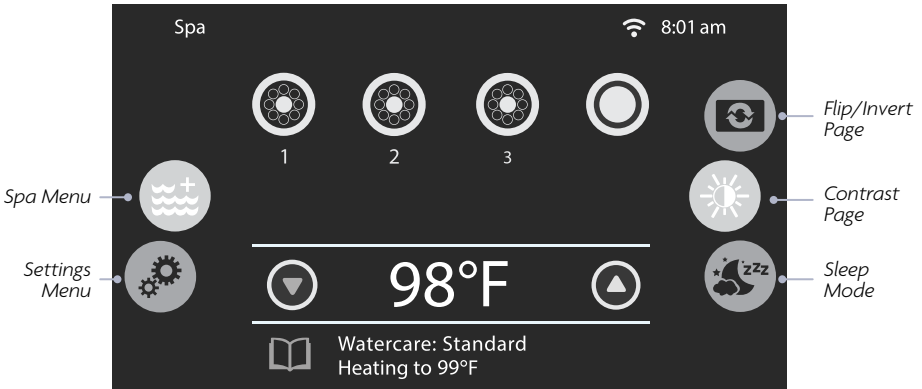 Spa
8:01 am
1
2
3
Flip/Invert
Page
Spa Menu
Contrast
Page
Settings
Menu
98°F
zzz
Sleep
Mode
Watercare: Standard
Heating to 99°F